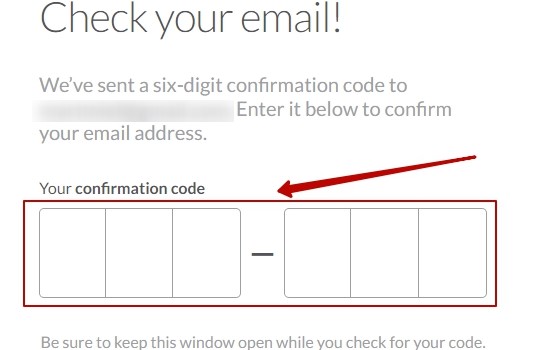 Check your email!
We’ve sent a six-digit confirmation code to
Enter it below to confirm
your email address.
Your confirmation code
–
Be sure to keep this window open while you check for your code.